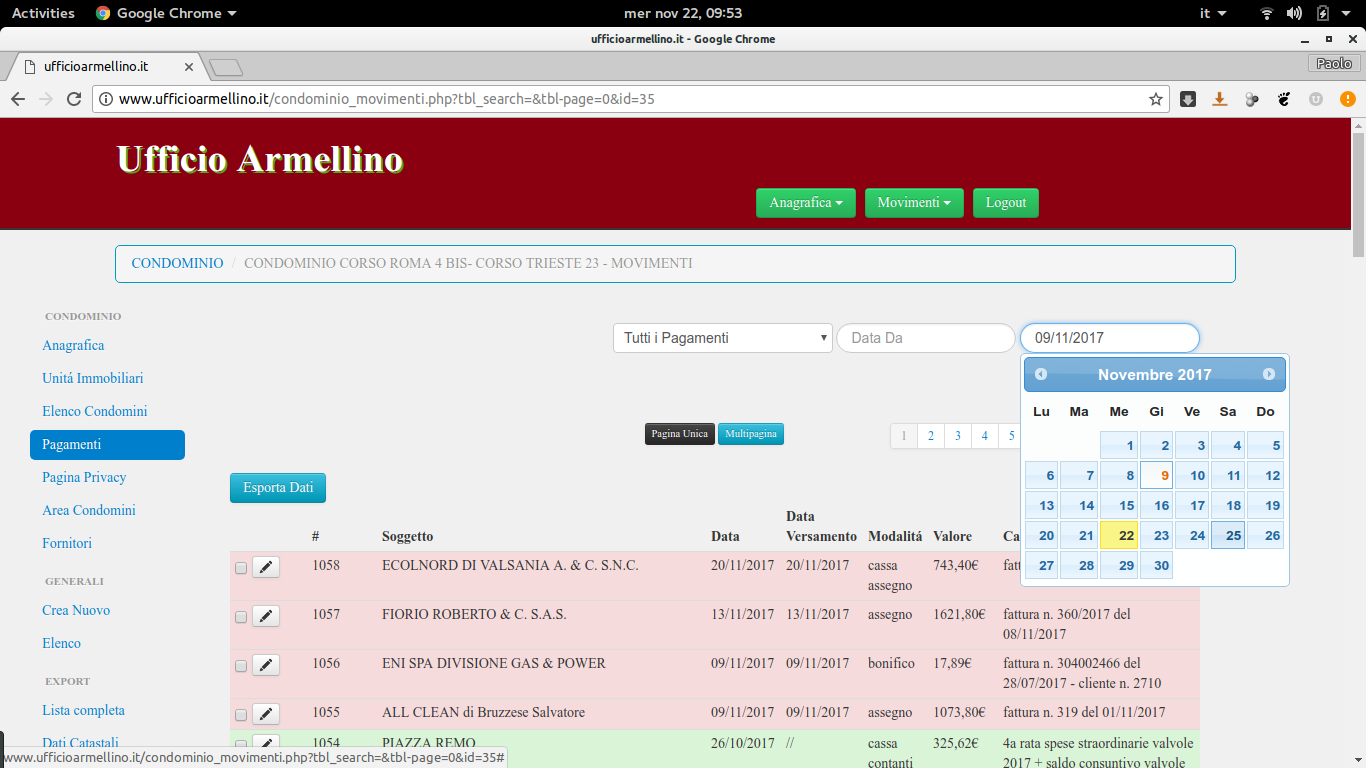 Activities Google Chrome mer nov 22, 09:53 it
ufficioarmellino.it - Google Chrome
ufficioarmellino.it Paolo
www.ufficioarmellino.it/condominio_movimenti.php?tbl_search=&tbl-page=0&id=35
Ufficio Armellino
Anagrafica Movimenti Logout
CONDOMINIO / CONDOMINIO CORSO ROMA 4 BIS- CORSO TRIESTE 23 - MOVIMENTI
CONDOMINIO
Anagrafica
Unitá Immobiliari
Elenco Condomini
Pagamenti
Pagina Privacy
Area Condomini
Fornitori
GENERALI
Crea Nuovo
Elenco
EXPORT
Lista completa
Dati Catastali
Tutti i Pagamenti Data Da 09/11/2017
Novembre 2017
Lu Ma Me Gi Ve Sa Do
1 2 3 4 5
6 7 8 9 10 11 12
13 14 15 16 17 18 19
20 21 22 23 24 25 26
27 28 29 30
Pagina Unica Multipagina 1 2 3 4 5
Esporta Dati
# Soggetto Data Data Versamento Modalitá Valore Ca
1058 ECOLNORD DI VALSANIA A. & C. S.N.C. 20/11/2017 20/11/2017 cassa 743,40€ fatt
assegno
1057 FIORIO ROBERTO & C. S.A.S. 13/11/2017 13/11/2017 assegno 1621,80€ fattura n. 360/2017 del
08/11/2017
1056 ENI SPA DIVISIONE GAS & POWER 09/11/2017 09/11/2017 bonifico 17,89€ fattura n. 304002466 del
28/07/2017 - cliente n. 2710
1055 ALL CLEAN di Bruzzese Salvatore 09/11/2017 09/11/2017 assegno 1073,80€ fattura n. 319 del 01/11/2017
1054 PIAZZA REMO 26/10/2017 // cassa 325,62€ 4a rata spese straordinarie valvole
contanti 2017 + saldo consuntivo valvole
www.ufficioarmellino.it/condominio_movimenti.php?tbl_search=&tbl-page=0&id=35#